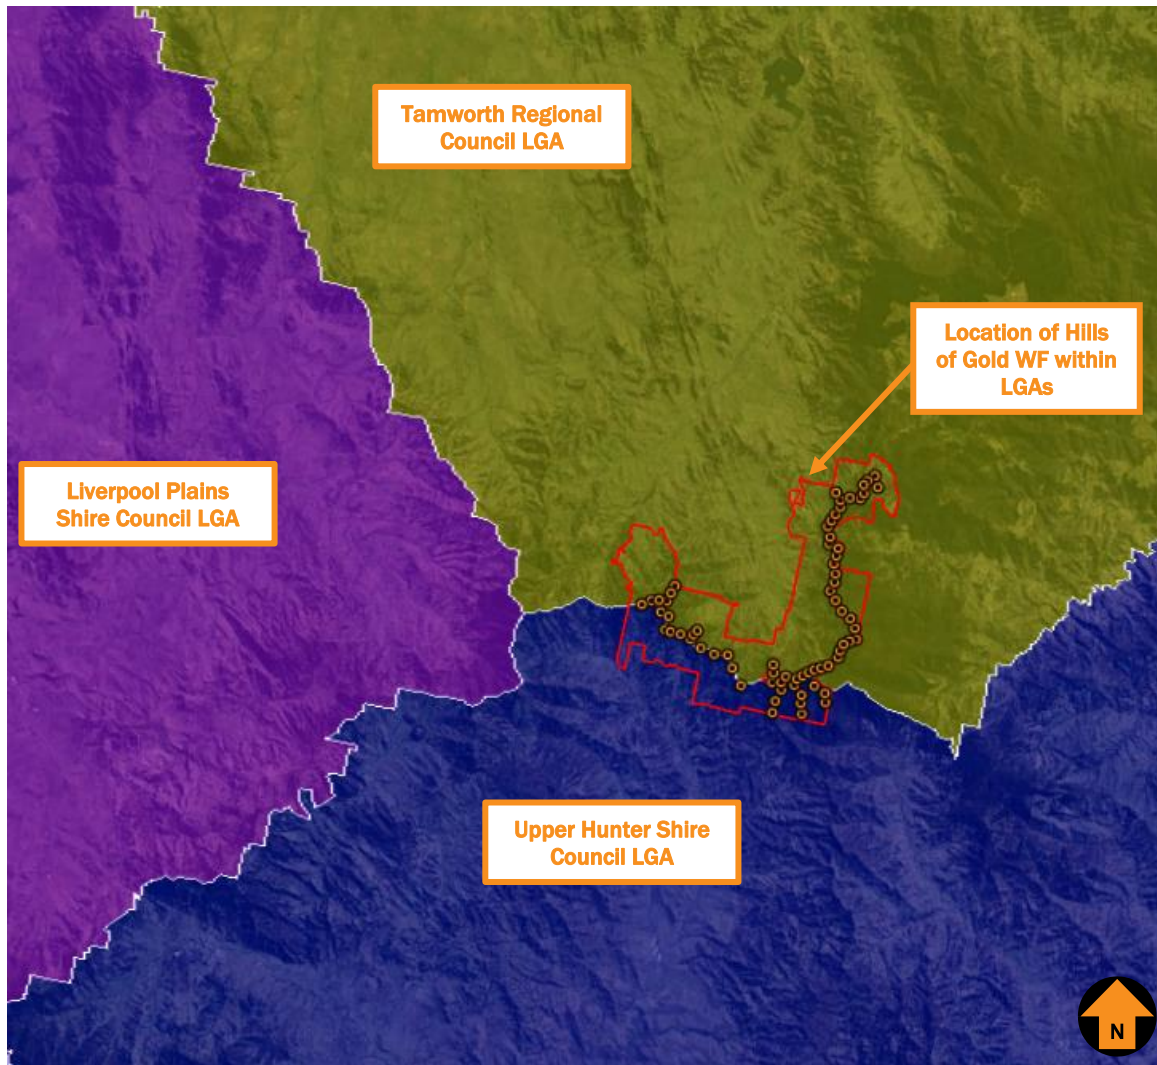 Tamworth Regional
Council LGA
Location of Hills
of Gold WF within
LGAs
Liverpool Plains
Shire Council LGA
Upper Hunter Shire
Council LGA
N